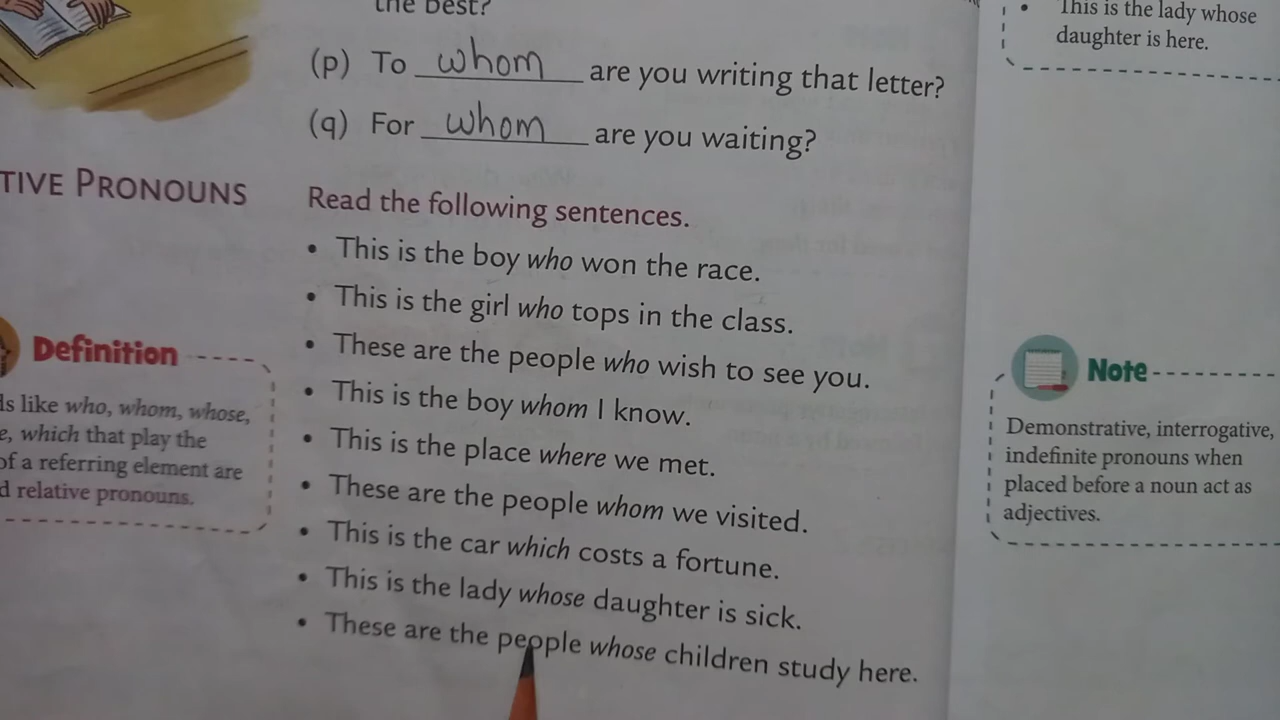 the best?
(p) To whom are you writing that letter?
(q) For whom are you waiting?
TIVE PRONOUNS
Read the following sentences.
• This is the boy who won the race.
• This is the girl who tops in the class.
• These are the people who wish to see you.
• This is the boy whom I know.
• This is the place where we met.
• These are the people whom we visited.
• This is the car which costs a fortune.
• This is the lady whose daughter is sick.
• These are the people whose children study here.
Definition
ds like who, whom, whose,
e, which that play the
of a referring element are
d relative pronouns.
• This is the lady whose
daughter is here.
Note
Demonstrative, interrogative,
indefinite pronouns when
placed before a noun act as
adjectives.